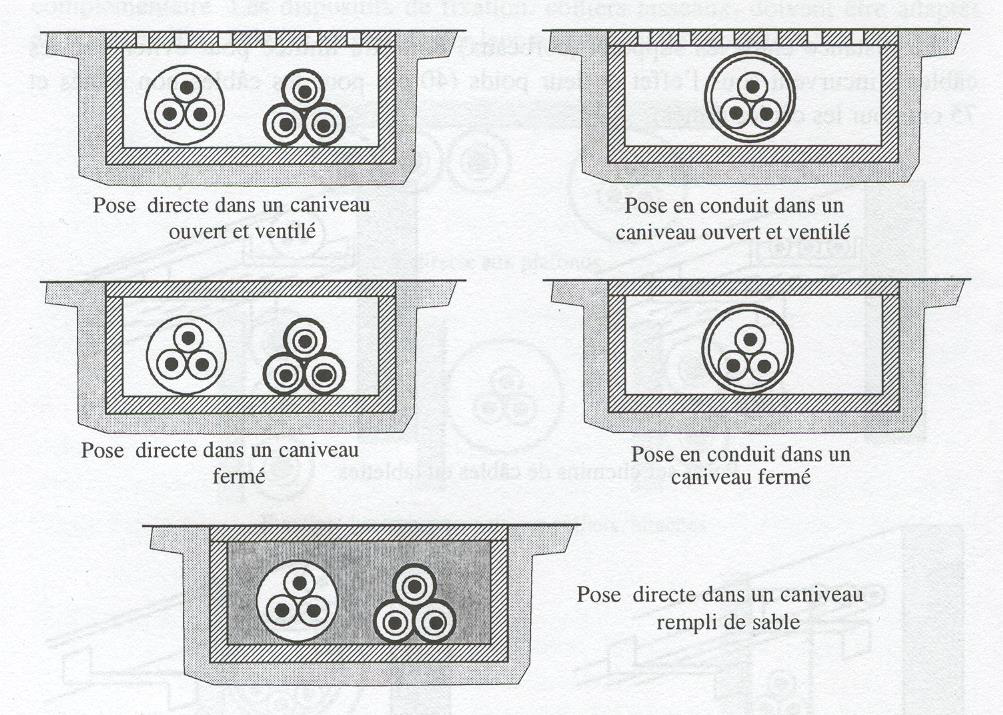 Pose directe dans un caniveau
ouvert et ventilé
Pose en conduit dans un
caniveau ouvert et ventilé
Pose directe dans un caniveau
fermé
Pose en conduit dans un
caniveau fermé
Pose directe dans un caniveau
rempli de sable